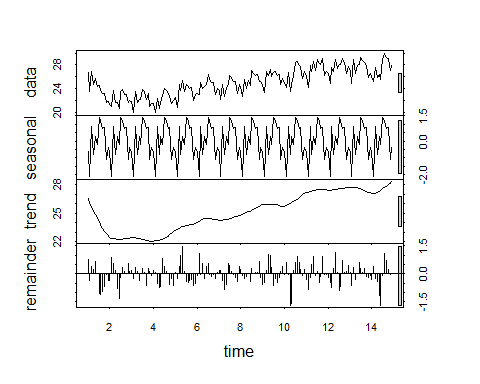 data
20 24 28
seasonal
-2.0 0.0 1.5
trend
22 25 28
remainder
-1.5 0.0 1.5
2 4 6 8 10 12 14
time